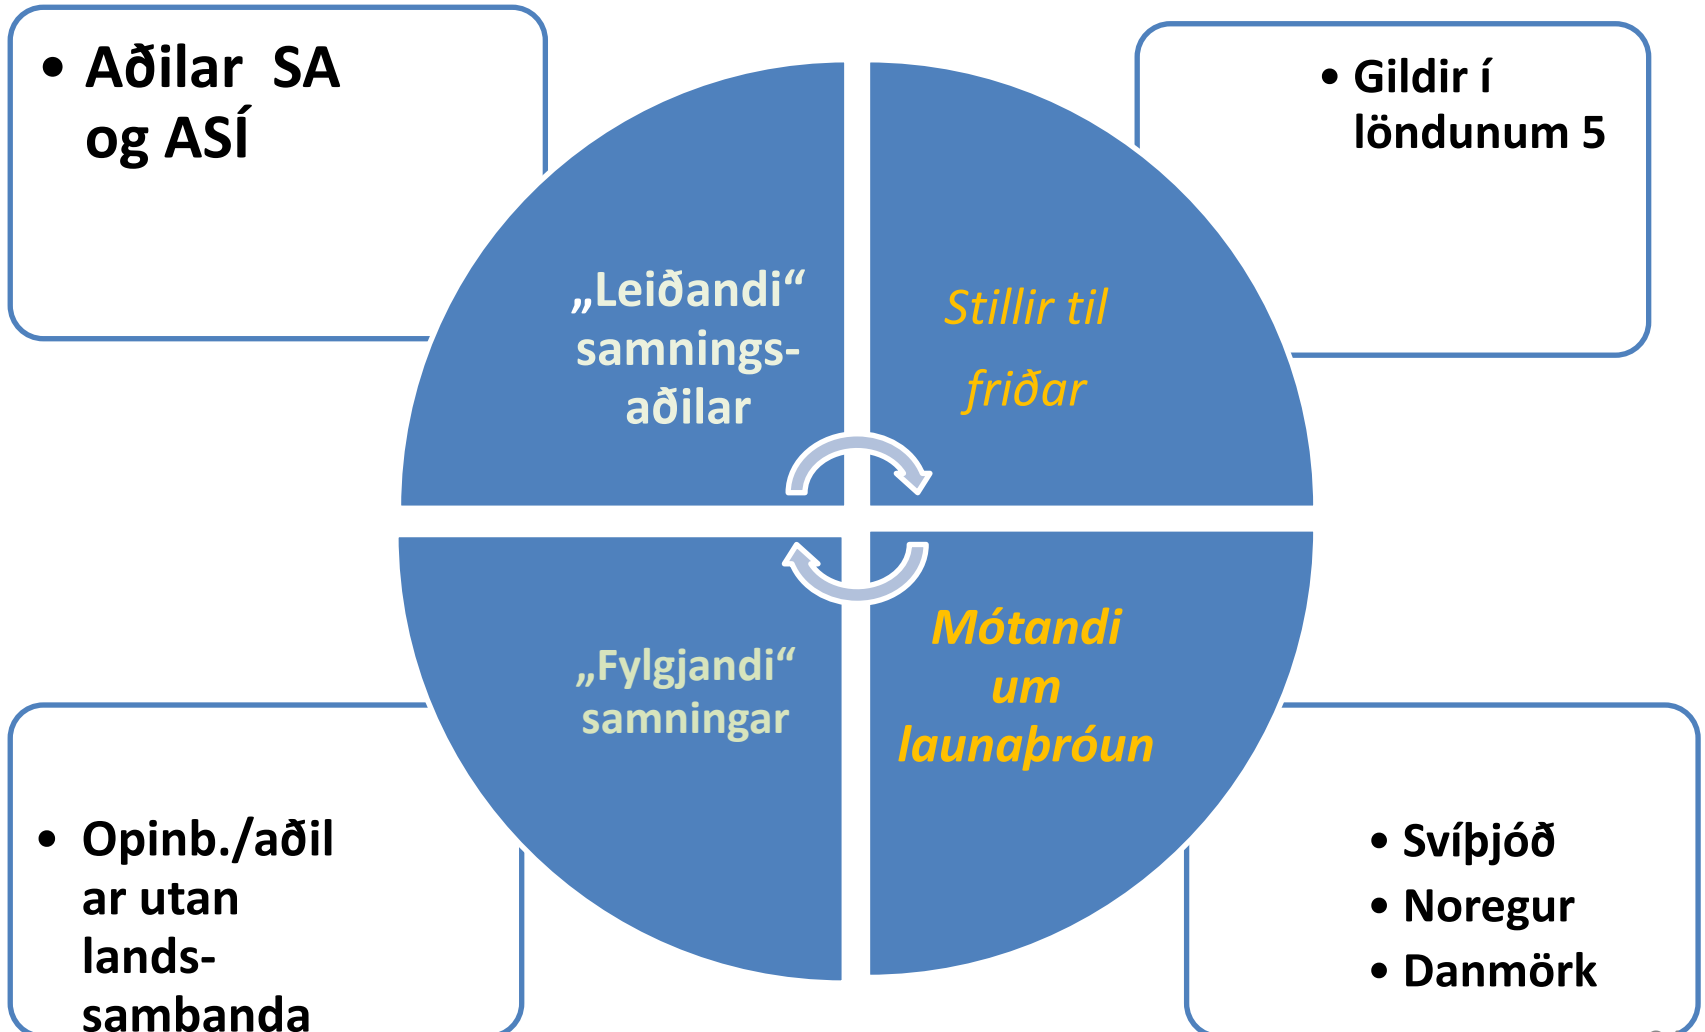 • Aðilar SA
og ASÍ
• Gildir í
löndunum 5
„Leiðandi“
samnings-
aðilar
Stillir til
friðar
„Fylgjandi“
samningar
Mótandi
um
launaþróun
• Opinb./aðil
ar utan
lands-
sambanda
• Svíþjóð
• Noregur
• Danmörk